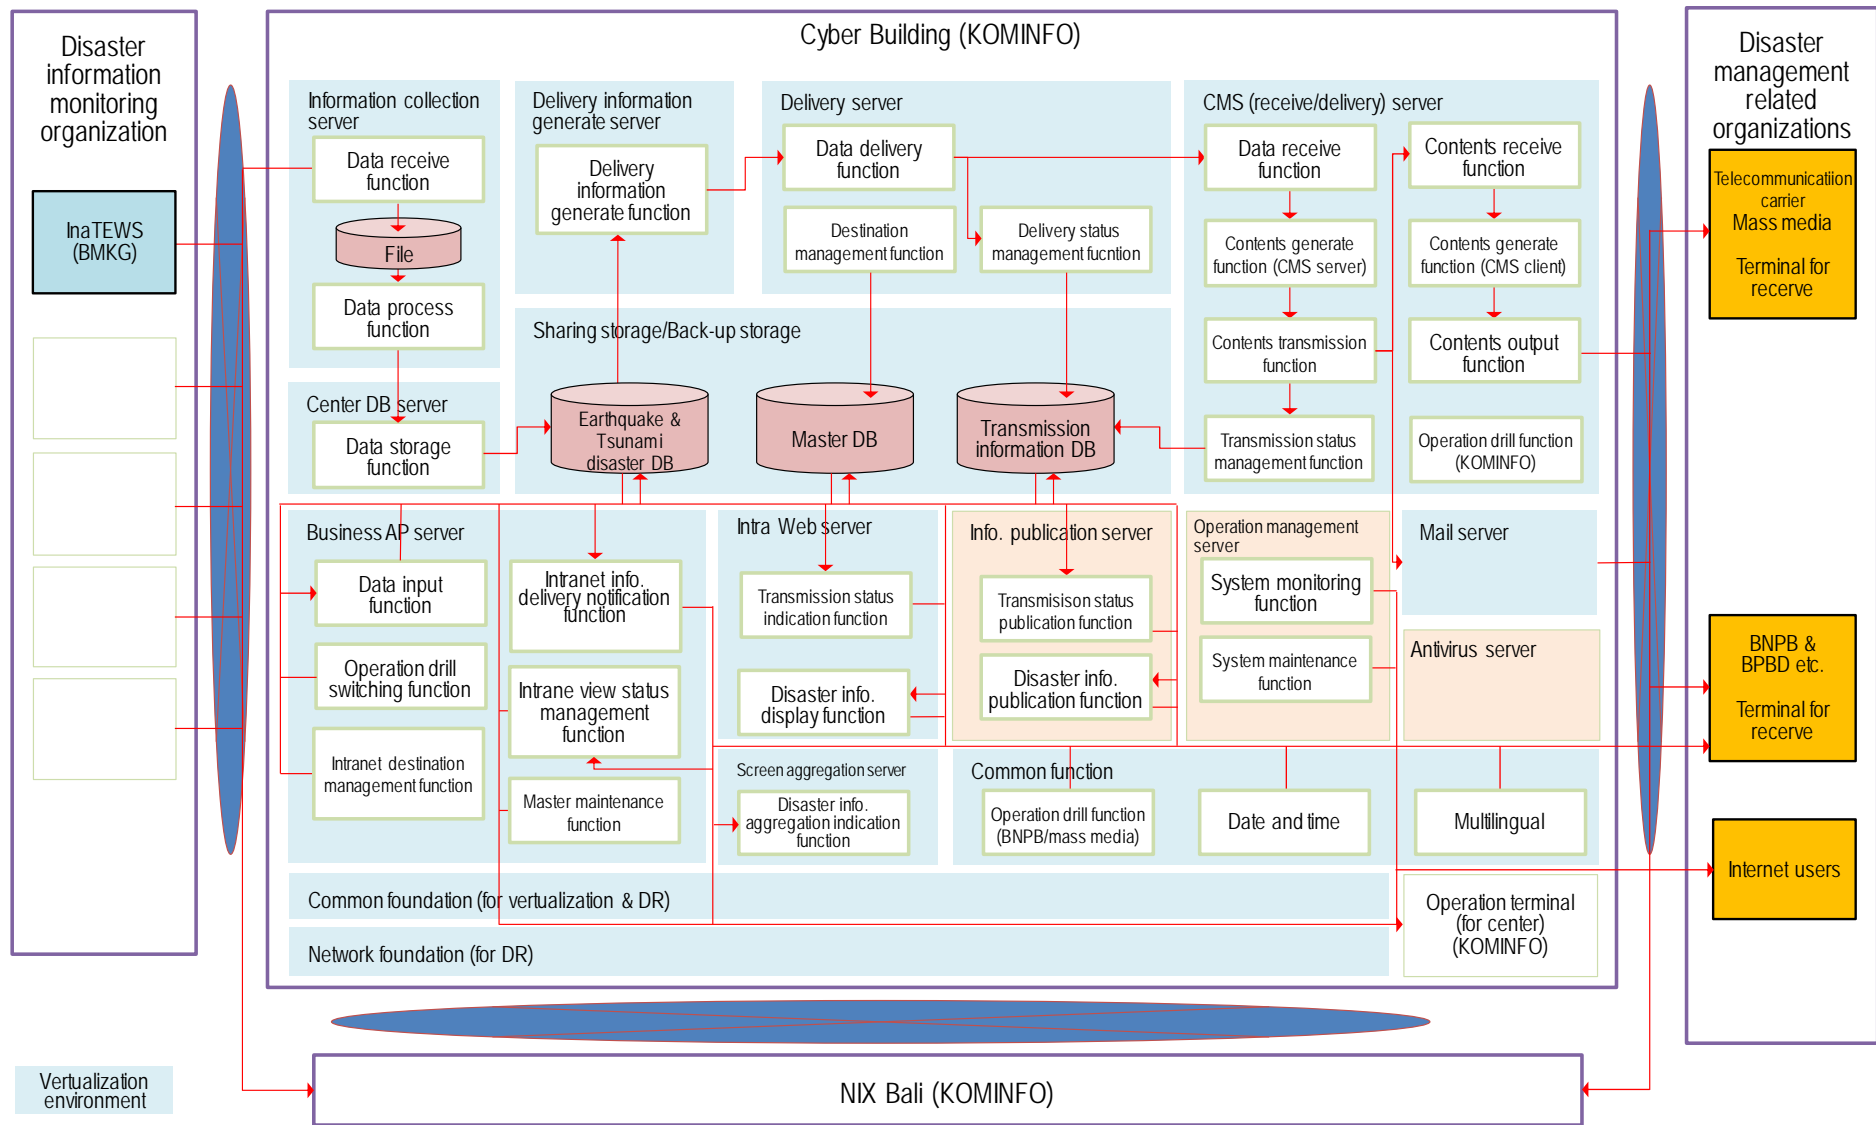 Disaster
information
monitoring
organization
InaTEWS
(BMKG)
Cyber Building (KOMINFO)
Information collection
server
Data receive
function
File
Data process
function
Center DB server
Data storage
function
Delivery information
generate server
Delivery
information
generate function
Delivery server
Data delivery
function
Destination
management function
Delivery status
management fucntion
Sharing storage/Back-up storage
Earthquake &
Tsunami
disaster DB
Master DB
Transmission
information DB
CMS (receive/delivery) server
Data receive
function
Contents generate
function (CMS server)
Contents transmission
function
Transmission status
management function
Contents receive
function
Contents generate
function (CMS client)
Contents output
function
Operation drill function
(KOMINFO)
Business AP server
Data input
function
Operation drill
switching function
Intranet destination
management function
Intranet info.
delivery notification
function
Intrane view status
management
function
Master maintenance
function
Intra Web server
Transmission status
indication function
Disaster info.
display function
Info. publication server
Transmisison status
publication function
Disaster info.
publication function
Operation management
server
System monitoring
function
System maintenance
function
Mail server
Antivirus server
Screen aggregation server
Disaster info.
aggregation indication
function
Common function
Operation drill function
(BNPB/mass media)
Date and time
Multilingual
Common foundation (for vertualization & DR)
Network foundation (for DR)
Operation terminal
(for center)
(KOMINFO)
Disaster
management
related
organizations
Telecommunicatiion
carrier
Mass media
Terminal for
recerve
BNPB &
BPBD etc.
Terminal for
recerve
Internet users
Vertualization
environment
NIX Bali (KOMINFO)